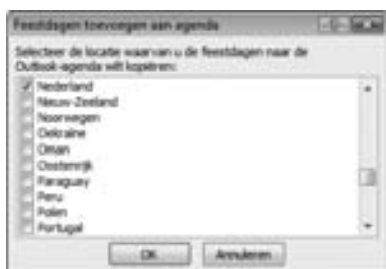 Feestdagen toevoegen aan agenda
Selecteer de locatie waarvan u de feestdagen naar de
Outlook-agenda wilt kopiëren:
Nederland
Nieuw-Zeeland
Noorwegen
Oekraïne
Oman
Oostenrijk
Paraguay
Peru
Polen
Portugal
OK Annuleren